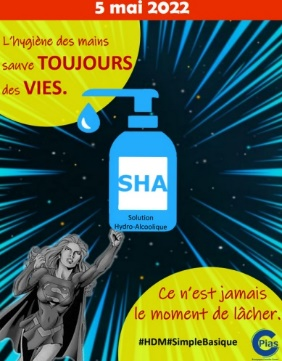 5 mai 2022
L'hygiène des mains
sauve TOUJOURS
des VIES.
SHA
Solution
Hydro-Alcoolique
Ce n'est jamais
le moment de lâcher.
#HDM#SimpleBasique
CPias